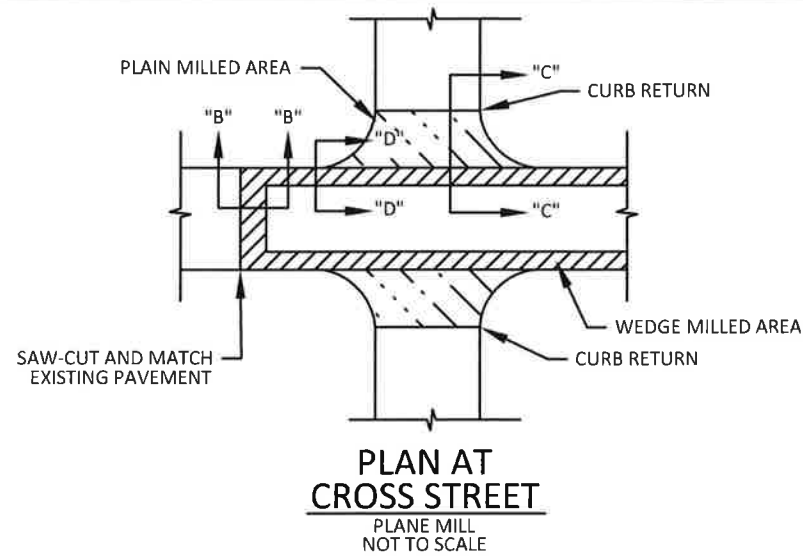 PLAIN MILLED AREA
"C"
CURB RETURN
"B"
"B"
"D"
"D"
"C"
WEDGE MILLED AREA
SAW-CUT AND MATCH
EXISTING PAVEMENT
CURB RETURN
PLAN AT
CROSS STREET
PLANE MILL
NOT TO SCALE